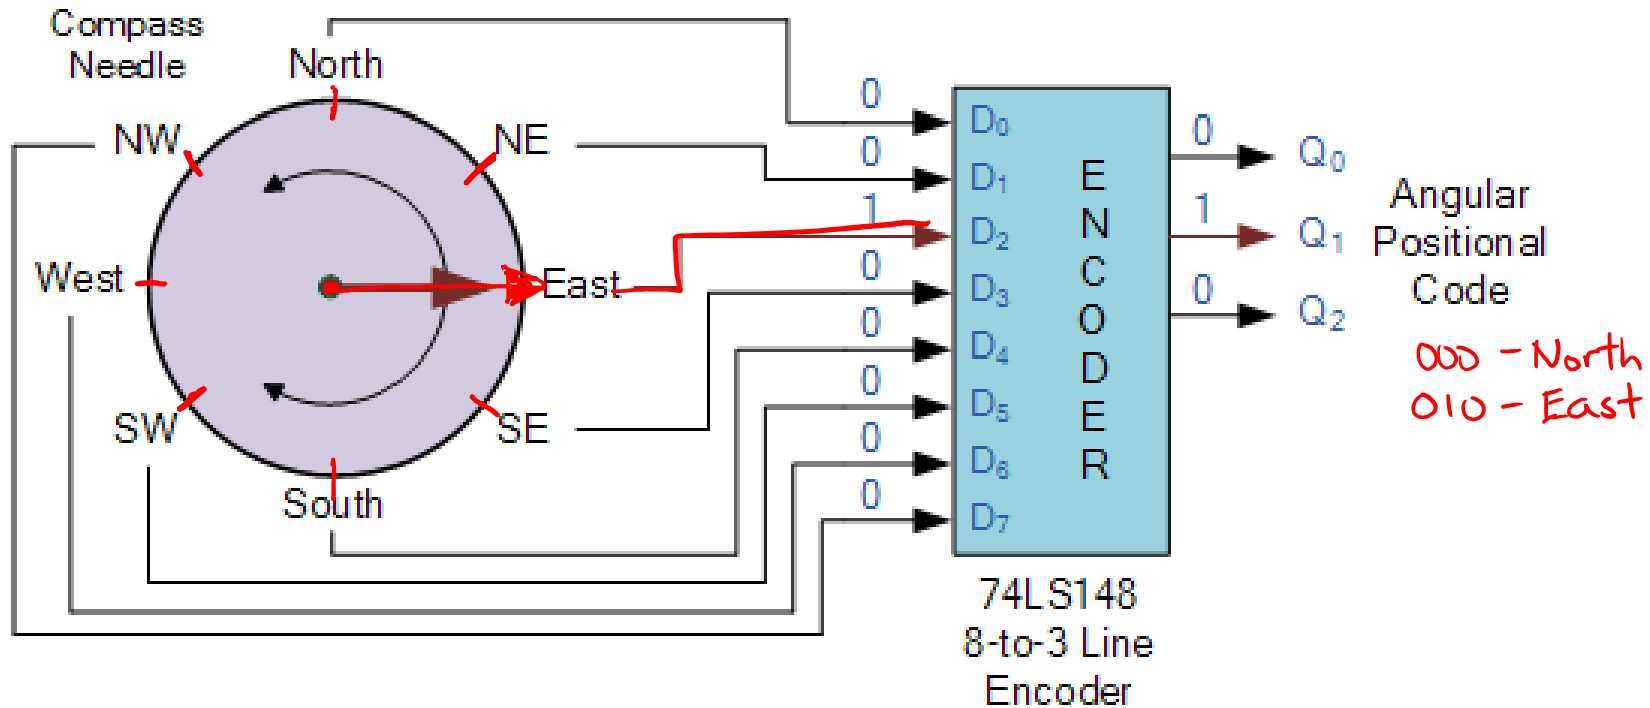 Compass
Needle
North
NW
NE
West
East
SW
SE
South
0
0
1
0
0
0
0
0
D0
D1
D2
D3
D4
D5
D6
D7
ENCODER
0
1
0
Q0
Q1
Q2
Angular
Positional
Code
000 - North
010 - East
74LS148
8-to-3 Line
Encoder